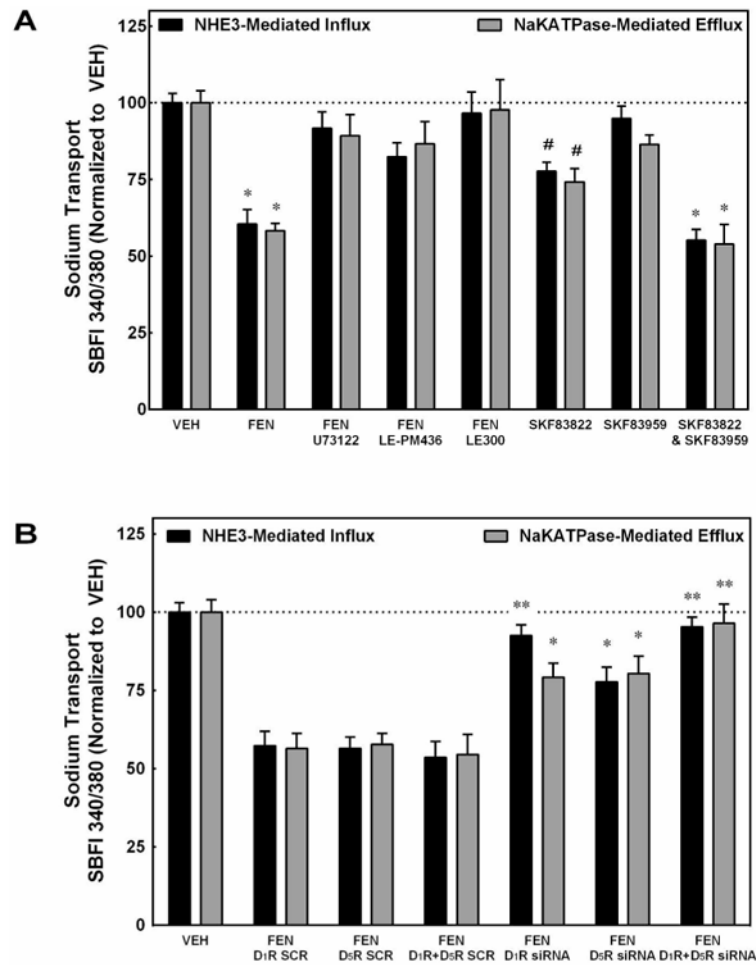 A
NHE3-Mediated Influx
NaKATPase-Mediated Efflux
Sodium Transport
SBFI 340/380 (Normalized to VEH)
125
100
75
50
25
0
*
*
#
#
*
*
VEH
FEN
FEN
U73122
FEN
LE-PM436
FEN
LE300
SKF83822
SKF83959
SKF83822
& SKF83959
B
NHE3-Mediated Influx
NaKATPase-Mediated Efflux
Sodium Transport
SBFI 340/380 (Normalized to VEH)
125
100
75
50
25
0
**
*
*
*
**
**
VEH
FEN
D1R SCR
FEN
D5R SCR
FEN
D1R+D5R SCR
FEN
D1R siRNA
FEN
D5R siRNA
FEN
D1R+D5R siRNA